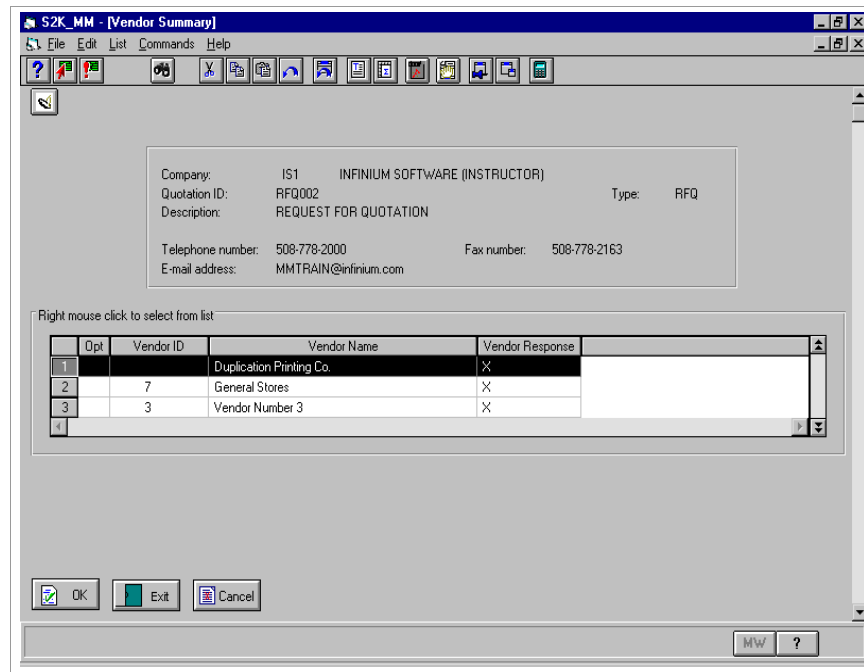 S2K_MM - [Vendor Summary]
File Edit List Commands Help
Company: IS1 INFINIUM SOFTWARE (INSTRUCTOR)
Quotation ID: RFQ002 Type: RFQ
Description: REQUEST FOR QUOTATION
Telephone number: 508-778-2000 Fax number: 508-778-2163
E-mail address: MMTRAIN@infinium.com
Right mouse click to select from list
Opt Vendor ID Vendor Name Vendor Response
1 Duplication Printing Co. X
2 7 General Stores X
3 3 Vendor Number 3 X
OK Exit Cancel
MW ?